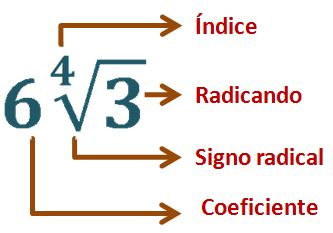 Índice
6 ∜3
Radicando
Signo radical
Coeficiente